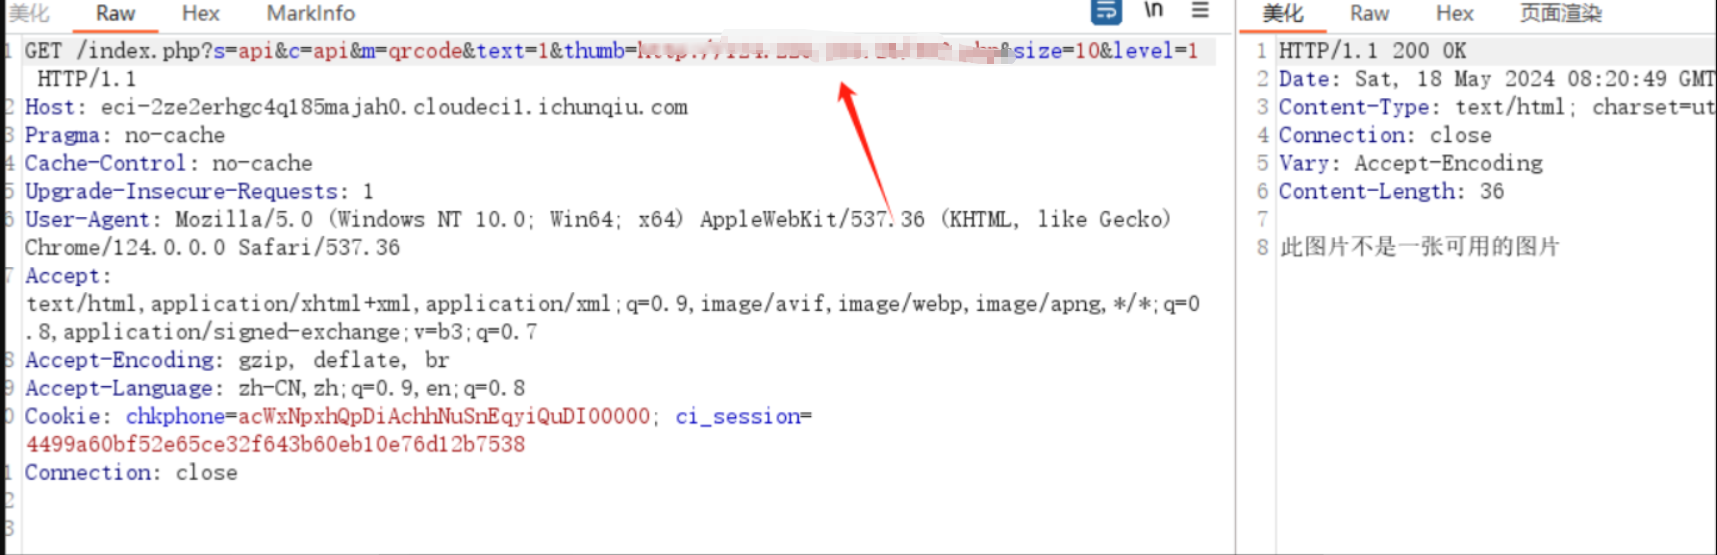 美化 Raw Hex MarkInfo \n
1 GET /index.php?s=api&c=api&m=qrcode&text=1&thumb= &size=10&level=1
HTTP/1.1
2 Host: eci-2ze2erhgc4q185majah0.cloudeci1.ichunqiu.com
3 Pragma: no-cache
4 Cache-Control: no-cache
5 Upgrade-Insecure-Requests: 1
6 User-Agent: Mozilla/5.0 (Windows NT 10.0; Win64; x64) AppleWebKit/537.36 (KHTML, like Gecko)
Chrome/124.0.0.0 Safari/537.36
7 Accept:
text/html,application/xhtml+xml,application/xml;q=0.9,image/avif,image/webp,image/apng,*/*;q=0
.8,application/signed-exchange;v=b3;q=0.7
8 Accept-Encoding: gzip, deflate, br
9 Accept-Language: zh-CN,zh;q=0.9,en;q=0.8
0 Cookie: chkphone=acWxNpxhQpDiAchhNuSnEqyiQuDI00000; ci_session=
4499a60bf52e65ce32f643b60eb10e76d12b7538
1 Connection: close
2
3
美化 Raw Hex 页面渲染
1 HTTP/1.1 200 OK
2 Date: Sat, 18 May 2024 08:20:49 GMT
3 Content-Type: text/html; charset=ut
4 Connection: close
5 Vary: Accept-Encoding
6 Content-Length: 36
7
8 此图片不是一张可用的图片